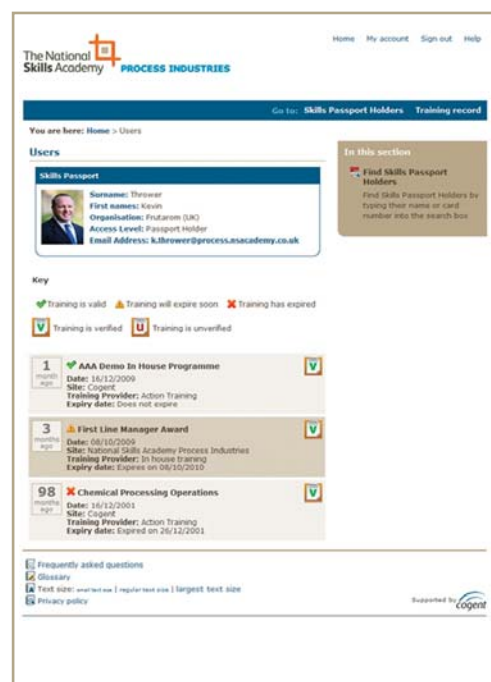 Home My account Sign out Help
The National
Skills Academy PROCESS INDUSTRIES
Go to: Skills Passport Holders Training record
You are here: Home > Users
Users
Skills Passport
Surname: Thrower
First names: Kevin
Organisation: Frutarom (UK)
Access Level: Passport Holder
Email Address: k.thrower@process.nsacademy.co.uk
In this section
Find Skills Passport
Holders
Find Skills Passport Holders by
typing their name or card
number into the search box
Key
Training is valid Training will expire soon Training has expired
V Training is verified U Training is unverified
1
month
ago
AAA Demo In House Programme
Date: 16/12/2009
Site: Cogent
Training Provider: Action Training
Expiry date: Does not expire
V
3
months
ago
First Line Manager Award
Date: 08/10/2009
Site: National Skills Academy Process Industries
Training Provider: In house training
Expiry date: Expires on 08/10/2010
V
98
months
ago
Chemical Processing Operations
Date: 16/12/2001
Site: Cogent
Training Provider: Action Training
Expiry date: Expired on 26/12/2001
V
Frequently asked questions
Glossary
A Text size: small text size | regular text size | largest text size
Privacy policy
Supported by cogent